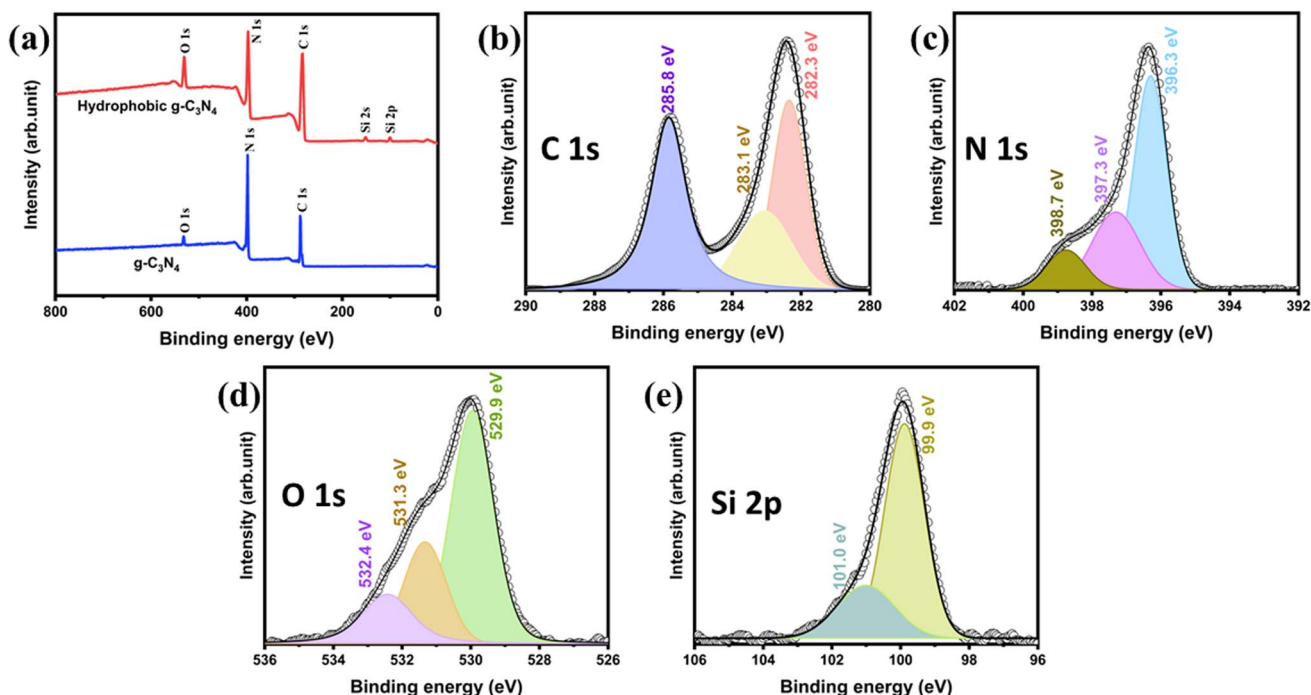 (a)
Intensity (arb.unit)
O 1s
N 1s
C 1s
Si 2s
Si 2p
Hydrophobic g-C₃N₄
O 1s
N 1s
C 1s
g-C₃N₄
800 600 400 200 0
Binding energy (eV)
(b)
Intensity (arb.unit)
C 1s
285.8 eV
283.1 eV
282.3 eV
290 288 286 284 282 280
Binding energy (eV)
(c)
Intensity (arb.unit)
N 1s
398.7 eV
397.3 eV
396.3 eV
402 400 398 396 394 392
Binding energy (eV)
(d)
Intensity (arb.unit)
O 1s
532.4 eV
531.3 eV
529.9 eV
536 534 532 530 528 526
Binding energy (eV)
(e)
Intensity (arb.unit)
Si 2p
101.0 eV
99.9 eV
106 104 102 100 98 96
Binding energy (eV)